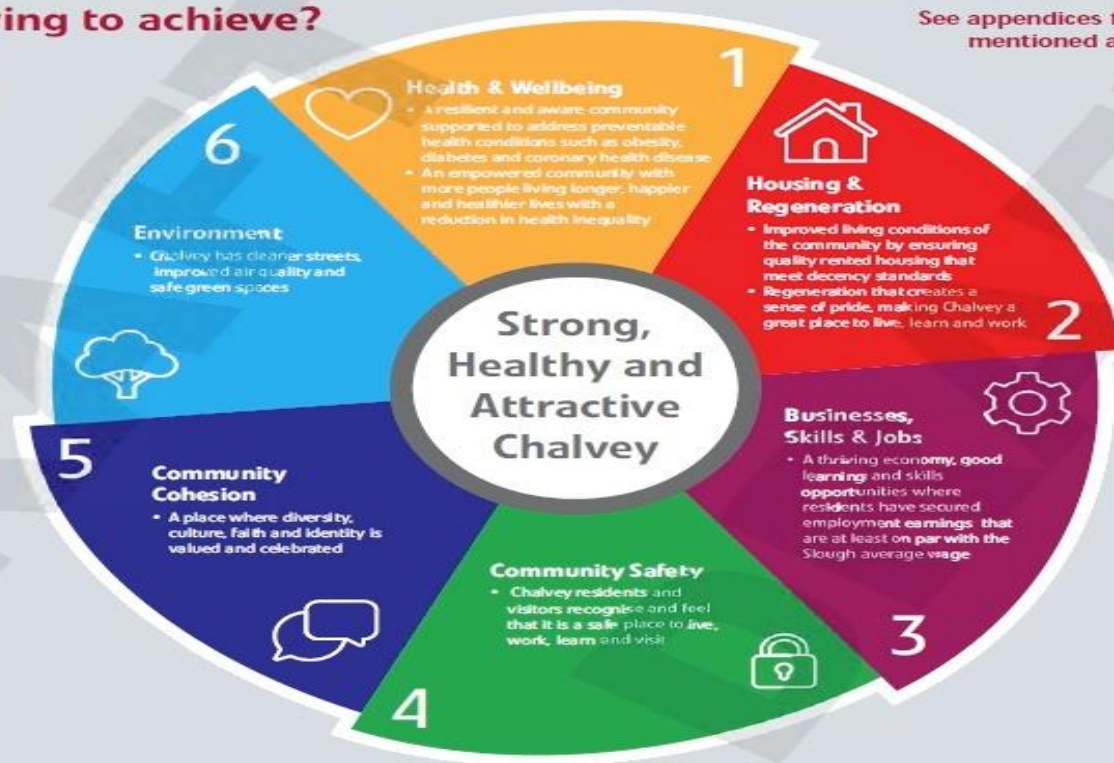 ing to achieve?
See appendices
mentioned a
1
Health & Wellbeing
• A resilient and aware community
supported to address preventable
health conditions such as obesity,
diabetes and coronary health disease
• An empowered community with
more people living longer, happier
and healthier lives with a
reduction in health inequality
2
Housing &
Regeneration
• Improved living conditions of
the community by ensuring
quality rented housing that
meet decency standards
• Regeneration that creates a
sense of pride, making Chalvey a
great place to live, learn and work
3
Businesses,
Skills & Jobs
• A thriving economy, good
learning and skills
opportunities where
residents have secured
employment earnings that
are at least on par with the
Slough average wage
4
Community Safety
• Chalvey residents and
visitors recognise and feel
that it is a safe place to live,
work, learn and visit
5
Community
Cohesion
• A place where diversity,
culture, faith and identity is
valued and celebrated
6
Environment
• Chalvey has cleaner streets,
improved air quality and
safe green spaces
Strong,
Healthy and
Attractive
Chalvey